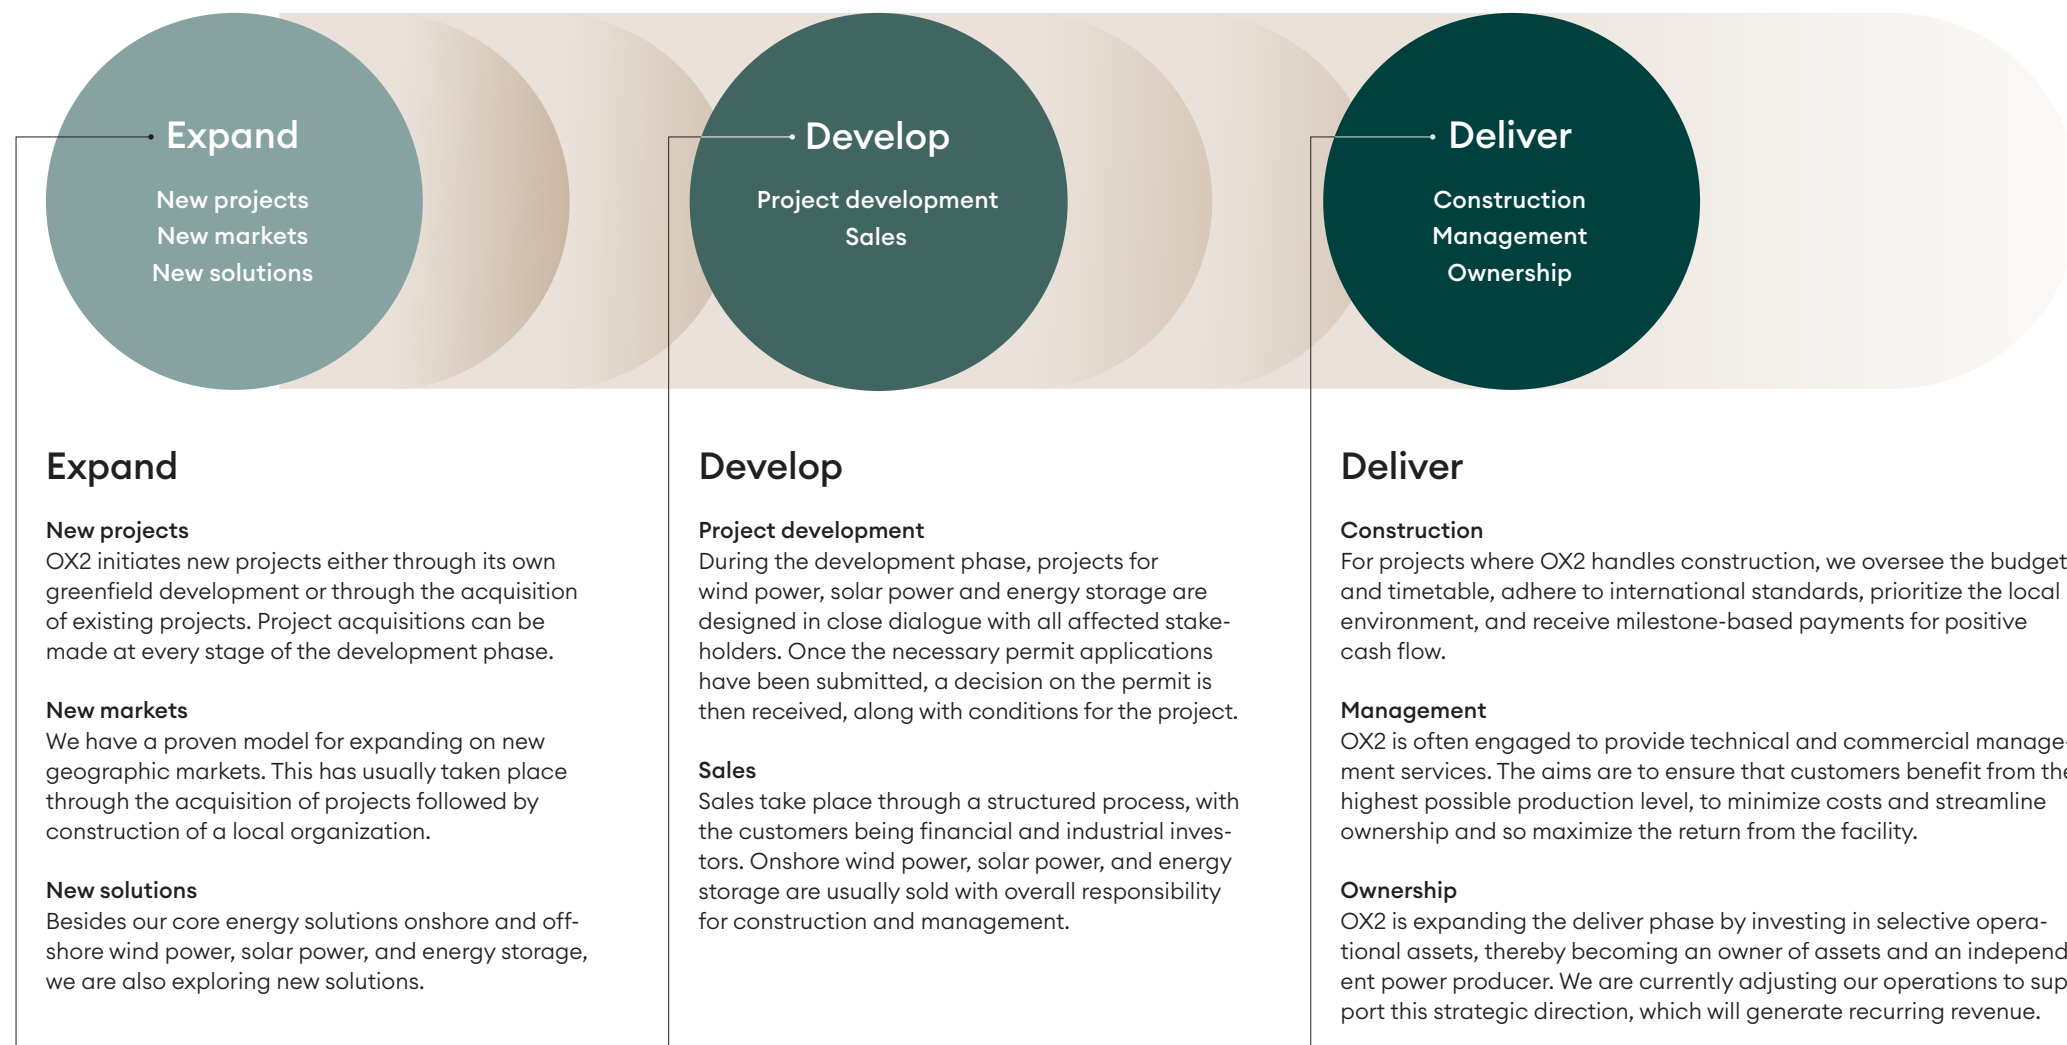 Expand
New projects
New markets
New solutions
Develop
Project development
Sales
Deliver
Construction
Management
Ownership
Expand
New projects
OX2 initiates new projects either through its own
greenfield development or through the acquisition
of existing projects. Project acquisitions can be
made at every stage of the development phase.
New markets
We have a proven model for expanding on new
geographic markets. This has usually taken place
through the acquisition of projects followed by
construction of a local organization.
New solutions
Besides our core energy solutions onshore and off-
shore wind power, solar power, and energy storage,
we are also exploring new solutions.
Develop
Project development
During the development phase, projects for
wind power, solar power and energy storage are
designed in close dialogue with all affected stake-
holders. Once the necessary permit applications
have been submitted, a decision on the permit is
then received, along with conditions for the project.
Sales
Sales take place through a structured process, with
the customers being financial and industrial inves-
tors. Onshore wind power, solar power, and energy
storage are usually sold with overall responsibility
for construction and management.
Deliver
Construction
For projects where OX2 handles construction, we oversee the budget
and timetable, adhere to international standards, prioritize the local
environment, and receive milestone-based payments for positive
cash flow.
Management
OX2 is often engaged to provide technical and commercial manage-
ment services. The aims are to ensure that customers benefit from the
highest possible production level, to minimize costs and streamline
ownership and so maximize the return from the facility.
Ownership
OX2 is expanding the deliver phase by investing in selective opera-
tional assets, thereby becoming an owner of assets and an independ
ent power producer. We are currently adjusting our operations to sup
port this strategic direction, which will generate recurring revenue.